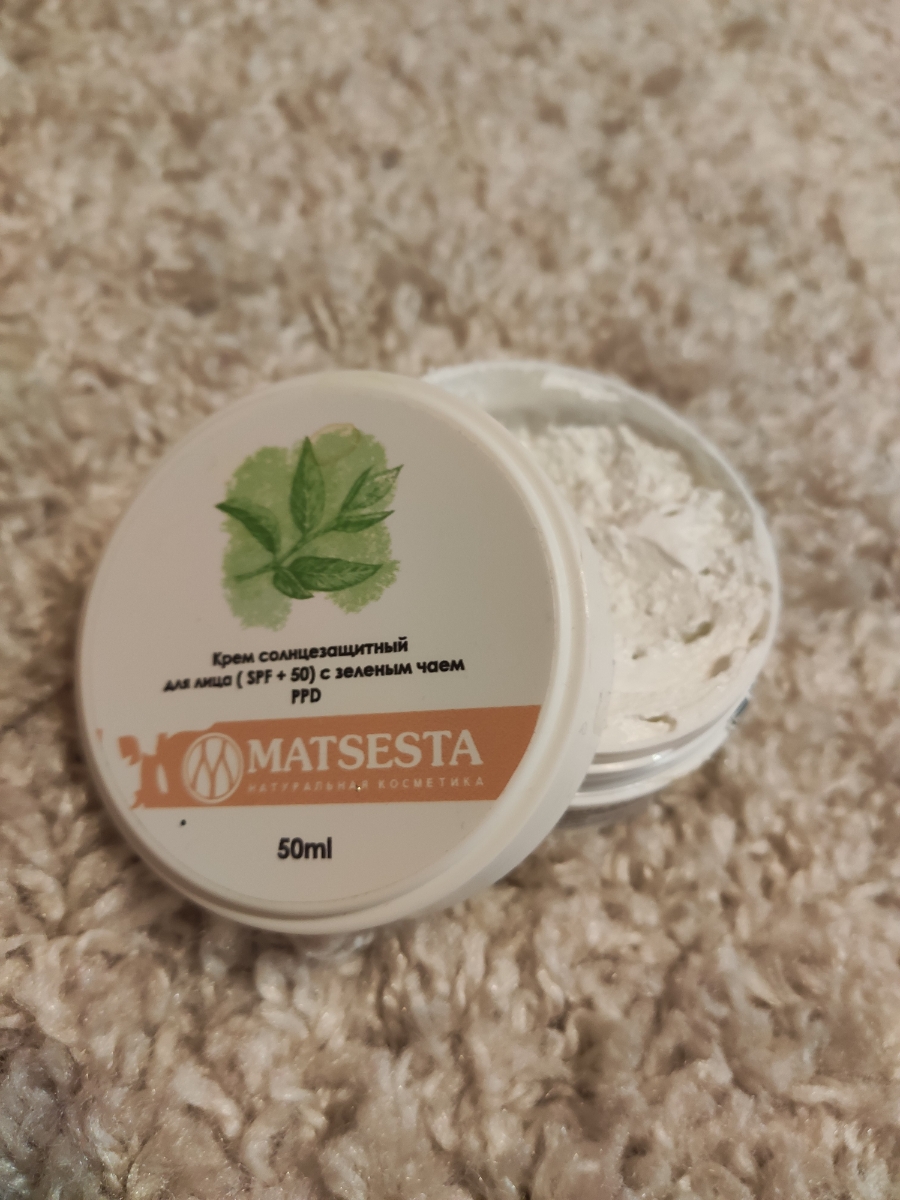 Крем солнцезащитный
для лица ( SPF + 50) с зеленым чаем
PPD
MATSESTA
НАТУРАЛЬНАЯ КОСМЕТИКА
50ml